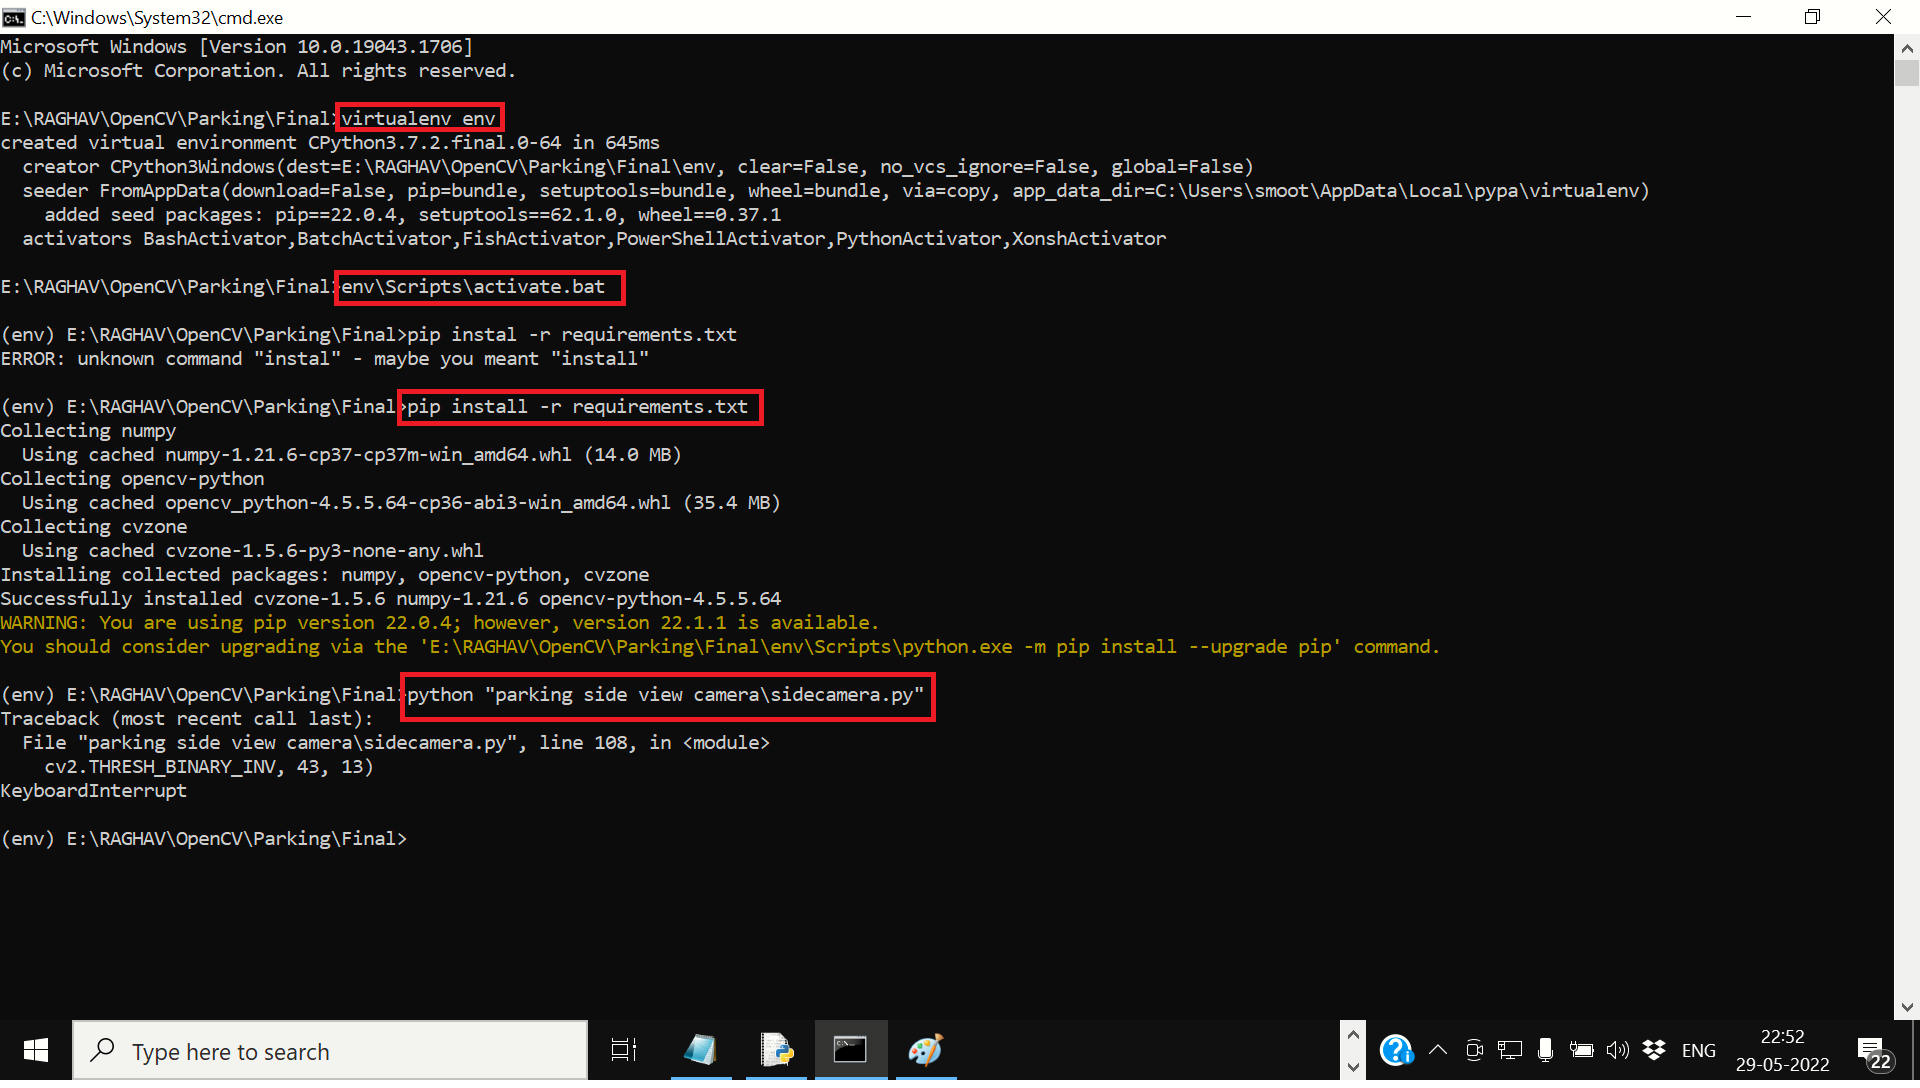 C:\Windows\System32\cmd.exe
Microsoft Windows [Version 10.0.19043.1706]
(c) Microsoft Corporation. All rights reserved.
E:\RAGHAV\OpenCV\Parking\Final>virtualenv env
created virtual environment CPython3.7.2.final.0-64 in 645ms
  creator CPython3Windows(dest=E:\RAGHAV\OpenCV\Parking\Final\env, clear=False, no_vcs_ignore=False, global=False)
  seeder FromAppData(download=False, pip=bundle, setuptools=bundle, wheel=bundle, via=copy, app_data_dir=C:\Users\smoot\AppData\Local\pypa\virtualenv)
    added seed packages: pip==22.0.4, setuptools==62.1.0, wheel==0.37.1
  activators BashActivator,BatchActivator,FishActivator,PowerShellActivator,PythonActivator,XonshActivator
E:\RAGHAV\OpenCV\Parking\Final>env\Scripts\activate.bat
(env) E:\RAGHAV\OpenCV\Parking\Final>pip instal -r requirements.txt
ERROR: unknown command "instal" - maybe you meant "install"
(env) E:\RAGHAV\OpenCV\Parking\Final>pip install -r requirements.txt
Collecting numpy
  Using cached numpy-1.21.6-cp37-cp37m-win_amd64.whl (14.0 MB)
Collecting opencv-python
  Using cached opencv_python-4.5.5.64-cp36-abi3-win_amd64.whl (35.4 MB)
Collecting cvzone
  Using cached cvzone-1.5.6-py3-none-any.whl
Installing collected packages: numpy, opencv-python, cvzone
Successfully installed cvzone-1.5.6 numpy-1.21.6 opencv-python-4.5.5.64
WARNING: You are using pip version 22.0.4; however, version 22.1.1 is available.
You should consider upgrading via the 'E:\RAGHAV\OpenCV\Parking\Final\env\Scripts\python.exe -m pip install --upgrade pip' command.
(env) E:\RAGHAV\OpenCV\Parking\Final>python "parking side view camera\sidecamera.py"
Traceback (most recent call last):
  File "parking side view camera\sidecamera.py", line 108, in <module>
    cv2.THRESH_BINARY_INV, 43, 13)
KeyboardInterrupt
(env) E:\RAGHAV\OpenCV\Parking\Final>
Type here to search
ENG
22:52
29-05-2022
22